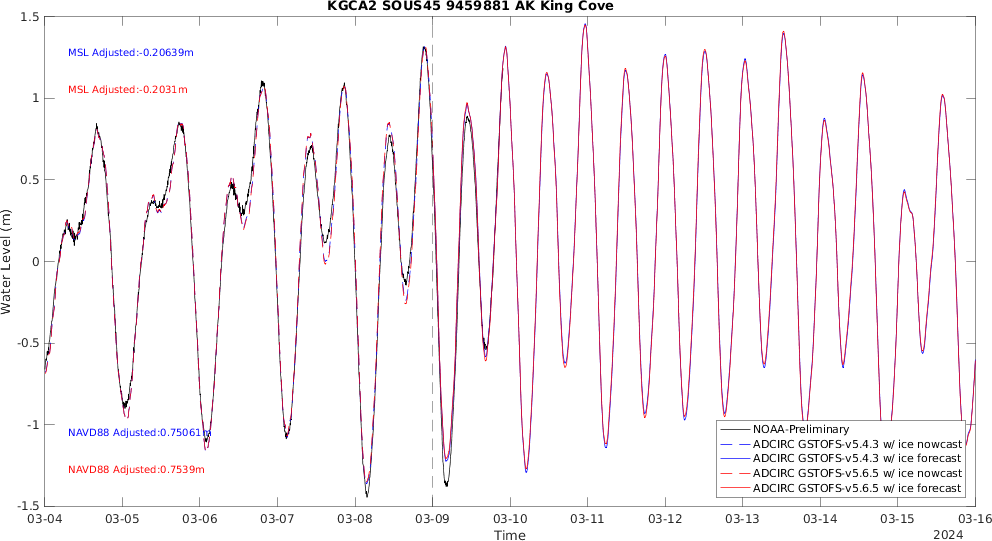 KGCA2 SOUS45 9459881 AK King Cove
1.5
MSL Adjusted:-0.20639m
MSL Adjusted:-0.2031m
1
0.5
Water Level (m)
0
-0.5
-1
NAVD88 Adjusted:0.75061m
NAVD88 Adjusted:0.7539m
-1.5
NOAA-Preliminary
ADCIRC GSTOFS-v5.4.3 w/ ice nowcast
ADCIRC GSTOFS-v5.4.3 w/ ice forecast
ADCIRC GSTOFS-v5.6.5 w/ ice nowcast
ADCIRC GSTOFS-v5.6.5 w/ ice forecast
03-04 03-05 03-06 03-07 03-08 03-09 03-10 03-11 03-12 03-13 03-14 03-15 03-16
Time
2024